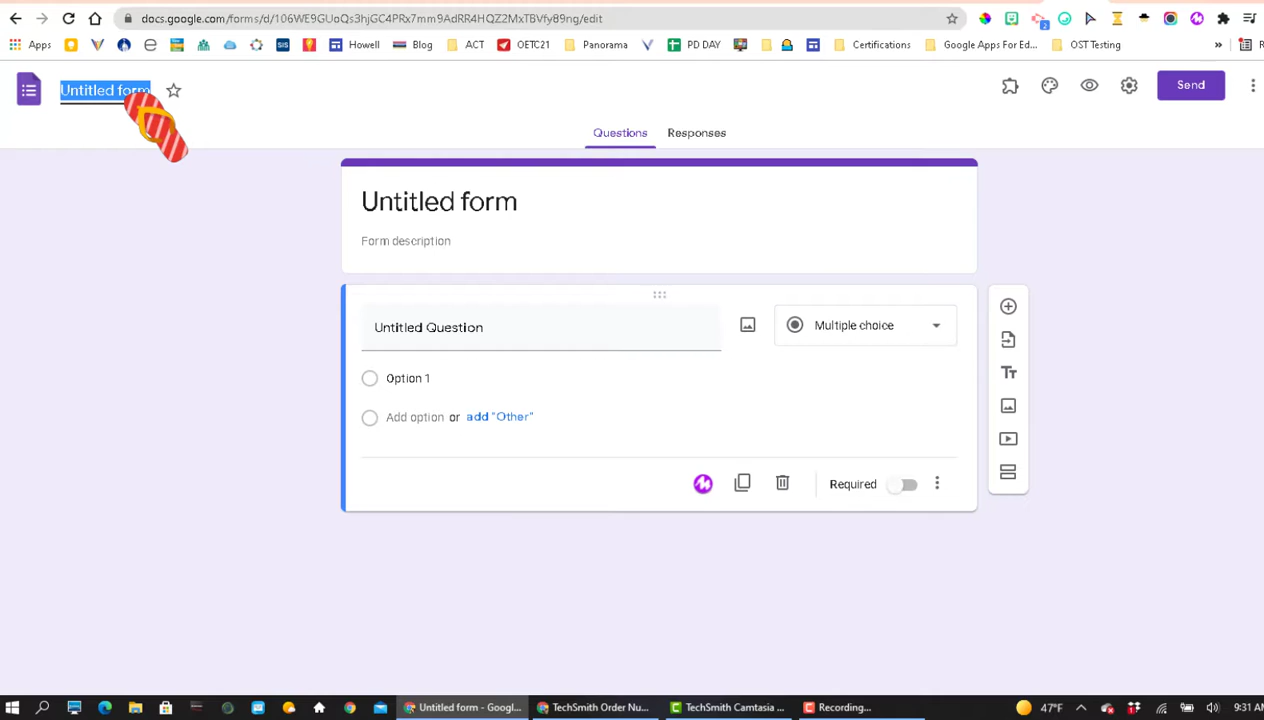 docs.google.com/forms/d/106WE9GUoQs3hjGC4PRx7mm9AdRR4HQZ2MxTBVfy89ng/edit
Apps SIS Howell Blog ACT OETC21 Panorama PD DAY Certifications Google Apps For Ed... OST Testing »
Untitled form Send
Questions Responses
Untitled form
Form description
Untitled Question Multiple choice
Option 1
Add option or add "Other"
Required
Untitled form - Googl... TechSmith Order Nu... TechSmith Camtasia ... Recording... 47°F 9:31 AM